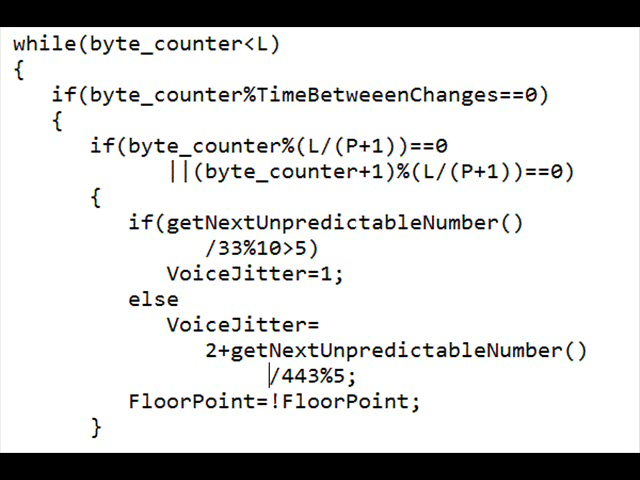 while(byte_counter<L)
{
if(byte_counter%TimeBetweeenChanges==0)
{
if(byte_counter%(L/(P+1))==0
||(byte_counter+1)%(L/(P+1))==0)
{
if(getNextUnpredictableNumber()
/33%10>5)
VoiceJitter=1;
else
VoiceJitter=
2+getNextUnpredictableNumber()
/443%5;
FloorPoint=!FloorPoint;
}